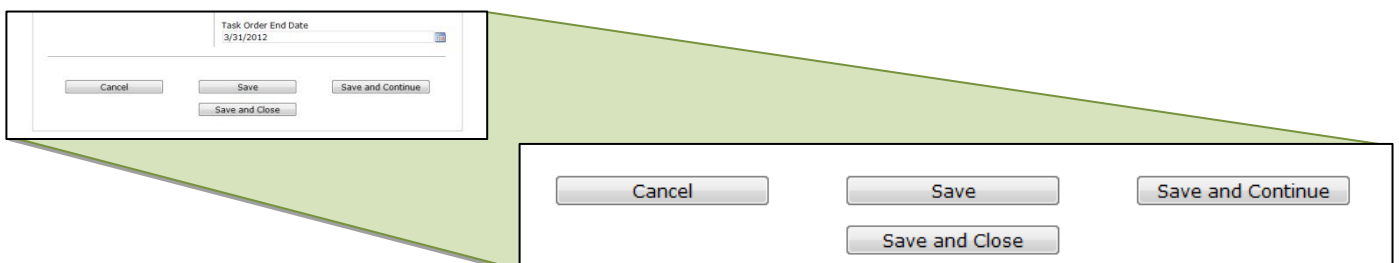 Task Order End Date
3/31/2012
Cancel Save Save and Continue
Save and Close
Cancel Save Save and Continue
Save and Close